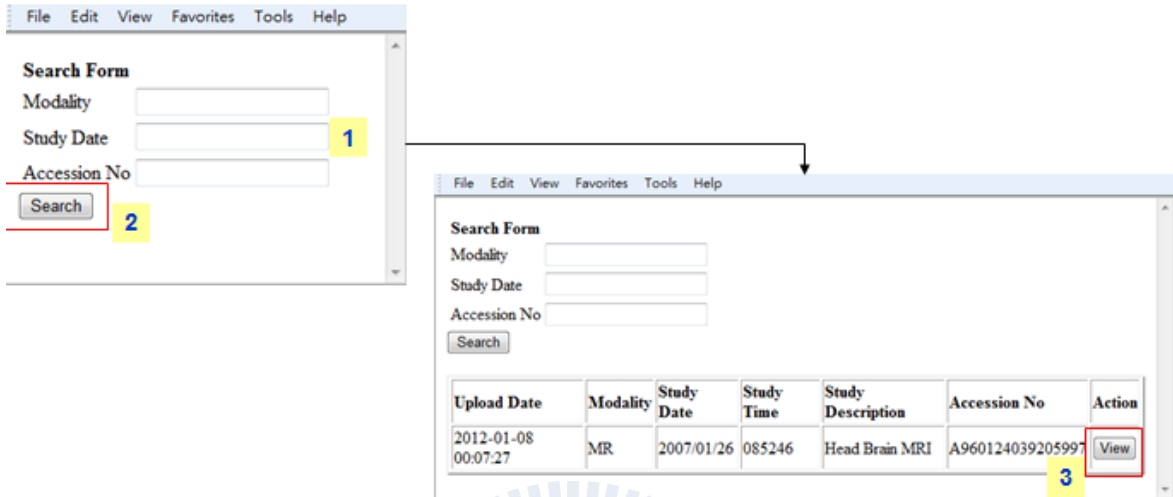 File Edit View Favorites Tools Help
Search Form
Modality
Study Date
1
Accession No
Search
2
File Edit View Favorites Tools Help
Search Form
Modality
Study Date
Accession No
Search
Upload Date Modality Study Date Study Time Study Description Accession No Action
2012-01-08 00:07:27 MR 2007/01/26 085246 Head Brain MRI A960124039205997 View
3